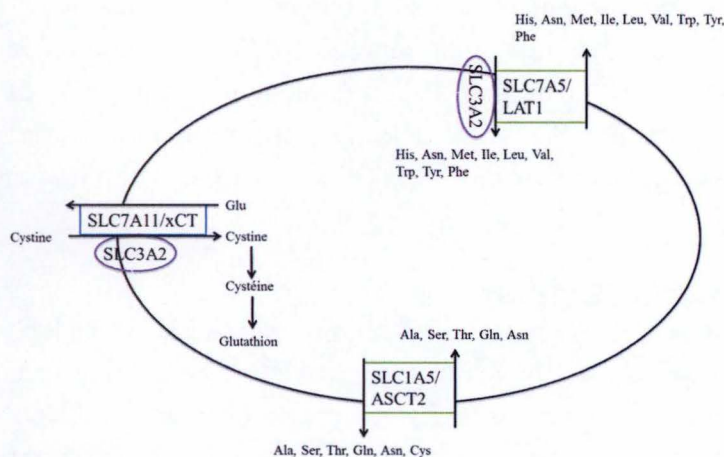 His, Asn, Met, Ile, Leu, Val, Trp, Tyr,
Phe
SLC3A2
SLC7A5/
LAT1
His, Asn, Met, Ile, Leu, Val,
Trp, Tyr, Phe
Glu
SLC7A11/xCT
Cystine
Cystine
SLC3A2
Cystéine
Glutathion
Ala, Ser, Thr, Gln, Asn
SLC1A5/
ASCT2
Ala, Ser, Thr, Gln, Asn, Cys